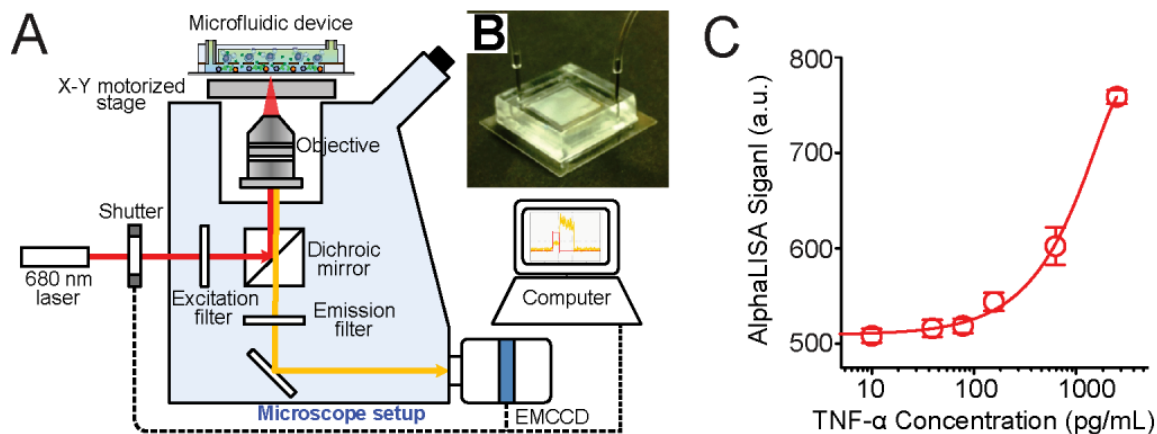 A
Microfluidic device
X-Y motorized
stage
Objective
Shutter
680 nm
laser
Excitation
filter
Dichroic
mirror
Emission
filter
Microscope setup
EMCCD
Computer
B
C
AlphaLISA Siganl (a.u.)
800
700
600
500
10
100
1000
TNF-α Concentration (pg/mL)